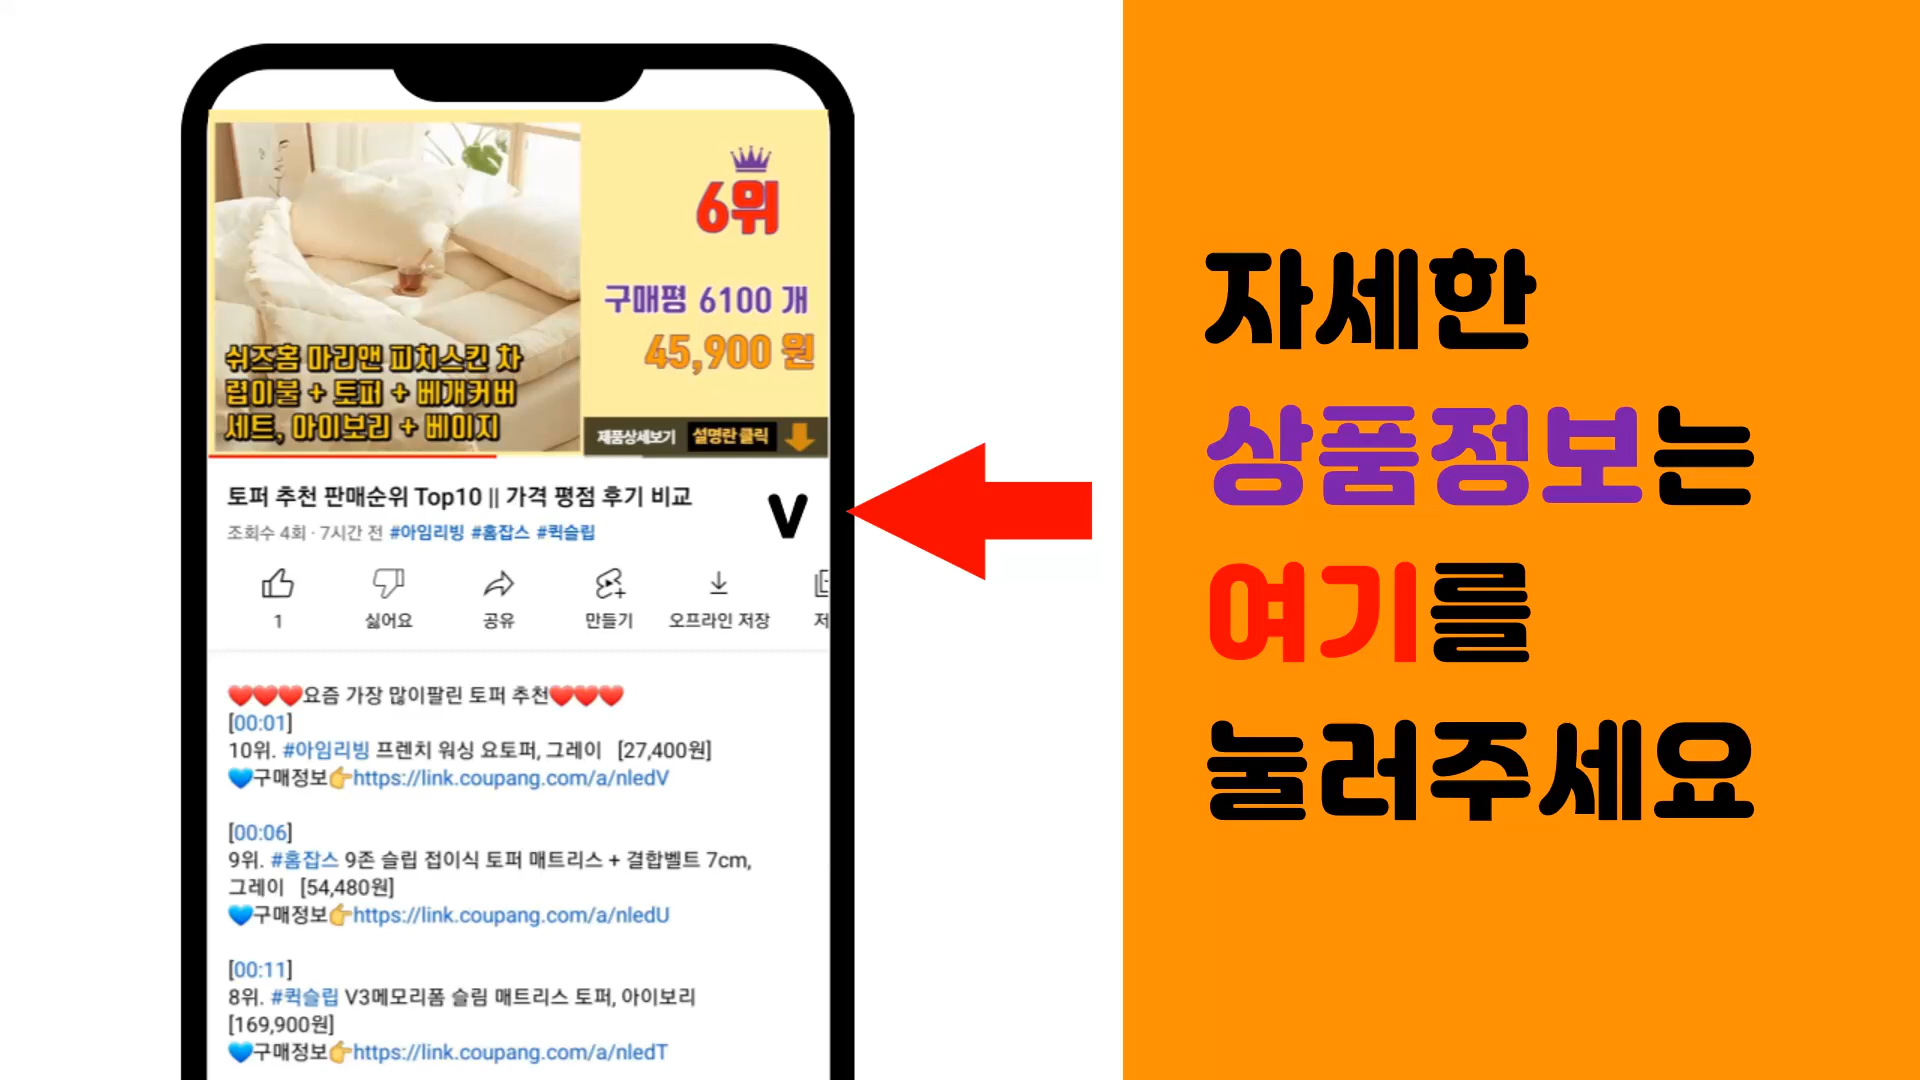 6위
구매평 6100 개
45,900 원
쉬즈홈 마리앤 피치스킨 차
렵이불 + 토퍼 + 베개커버
세트, 아이보리 + 베이지
제품상세보기 설명란 클릭
토퍼 추천 판매순위 Top10 || 가격 평점 후기 비교
V
조회수 4회 · 7시간 전 #아임리빙 #홈잡스 #퀵슬립
1 싫어요 공유 만들기 오프라인 저장 저
❤❤❤요즘 가장 많이팔린 토퍼 추천❤❤❤
[00:01]
10위. #아임리빙 프렌치 워싱 요토퍼, 그레이 [27,400원]
💙구매정보👉https://link.coupang.com/a/nledV
[00:06]
9위. #홈잡스 9존 슬립 접이식 토퍼 매트리스 + 결합벨트 7cm,
그레이 [54,480원]
💙구매정보👉https://link.coupang.com/a/nledU
[00:11]
8위. #퀵슬립 V3메모리폼 슬림 매트리스 토퍼, 아이보리
[169,900원]
💙구매정보👉https://link.coupang.com/a/nledT
자세한
상품정보는
여기를
눌러주세요